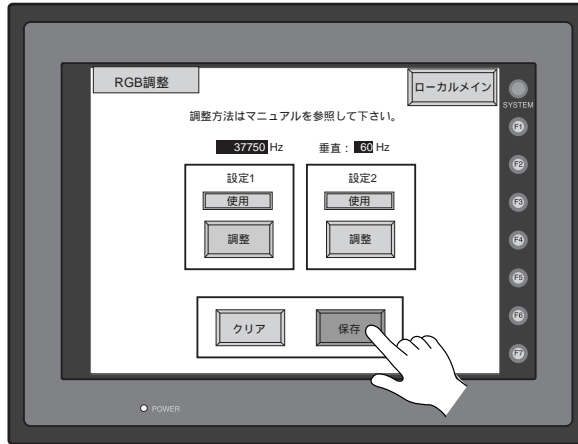 RGB調整
ローカルメイン
SYSTEM
調整方法はマニュアルを参照して下さい。
37750 Hz 垂直: 60 Hz
設定1
使用
調整
設定2
使用
調整
クリア
保存
F1
F2
F3
F4
F5
F6
F7
POWER